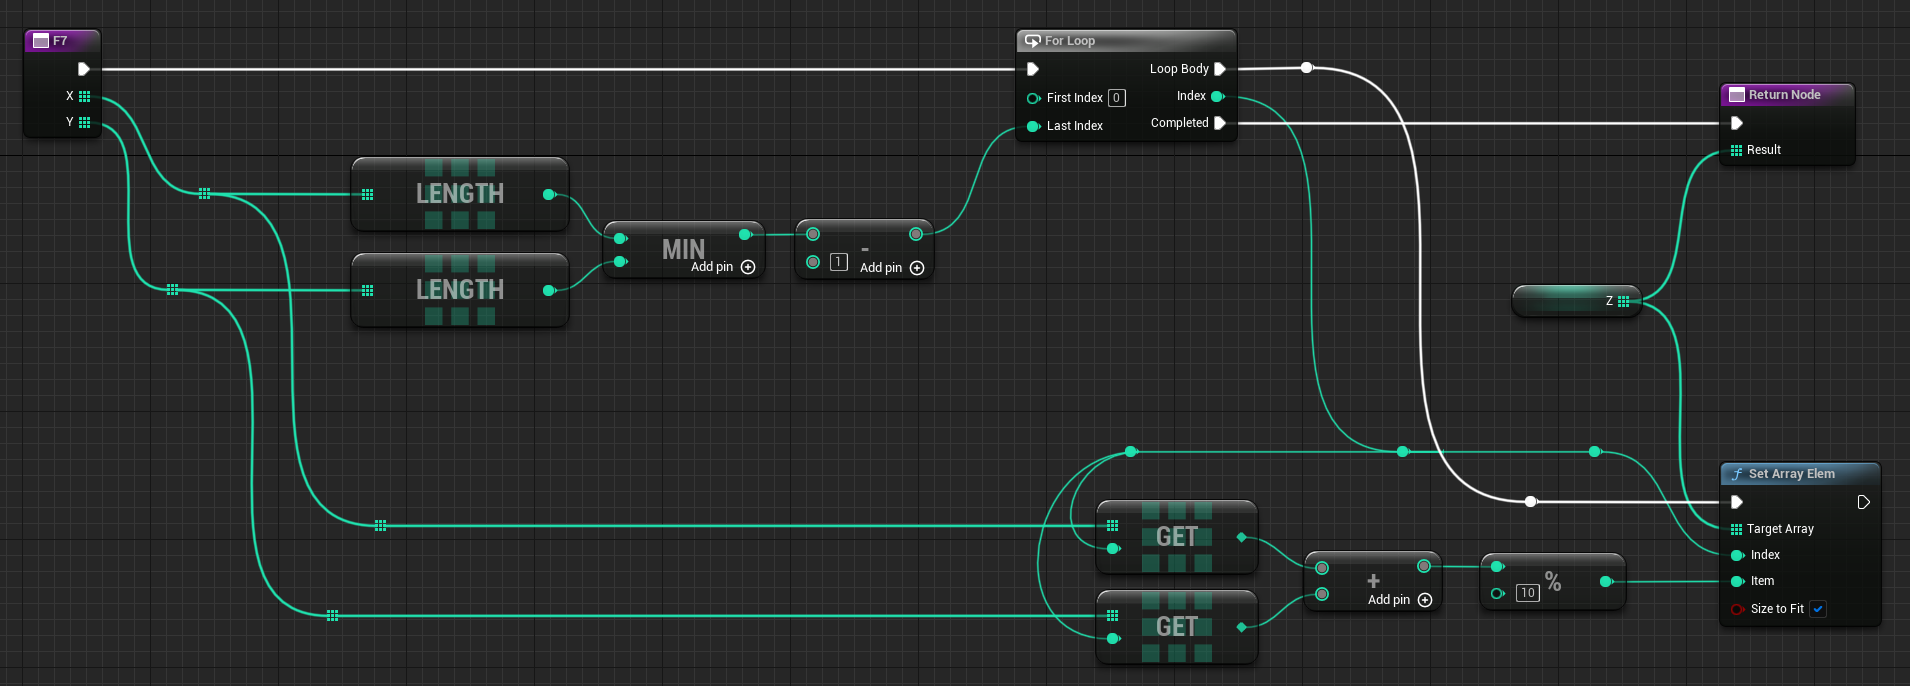 F7
X
Y
LENGTH
LENGTH
MIN
Add pin
-
1
Add pin
For Loop
Loop Body
First Index 0
Index
Last Index
Completed
Return Node
Result
Z
GET
GET
+
Add pin
%
10
f Set Array Elem
Target Array
Index
Item
Size to Fit